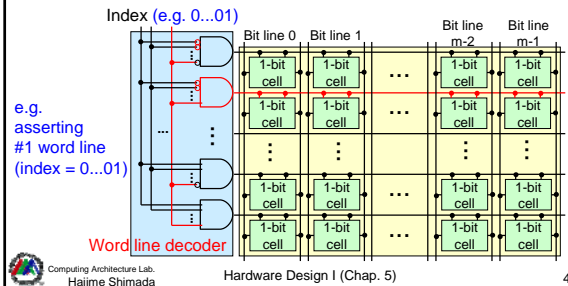 Index (e.g. 0...01)
Bit line 0 Bit line 1 Bit line m-2 Bit line m-1
1-bit cell 1-bit cell ... 1-bit cell 1-bit cell
1-bit cell 1-bit cell 1-bit cell 1-bit cell
e.g.
asserting
#1 word line
(index = 0...01)
... ... ... ... ... ...
1-bit cell 1-bit cell 1-bit cell 1-bit cell
1-bit cell 1-bit cell ... 1-bit cell 1-bit cell
Word line decoder
Computing Architecture Lab.
Hajime Shimada
Hardware Design I (Chap. 5)
4